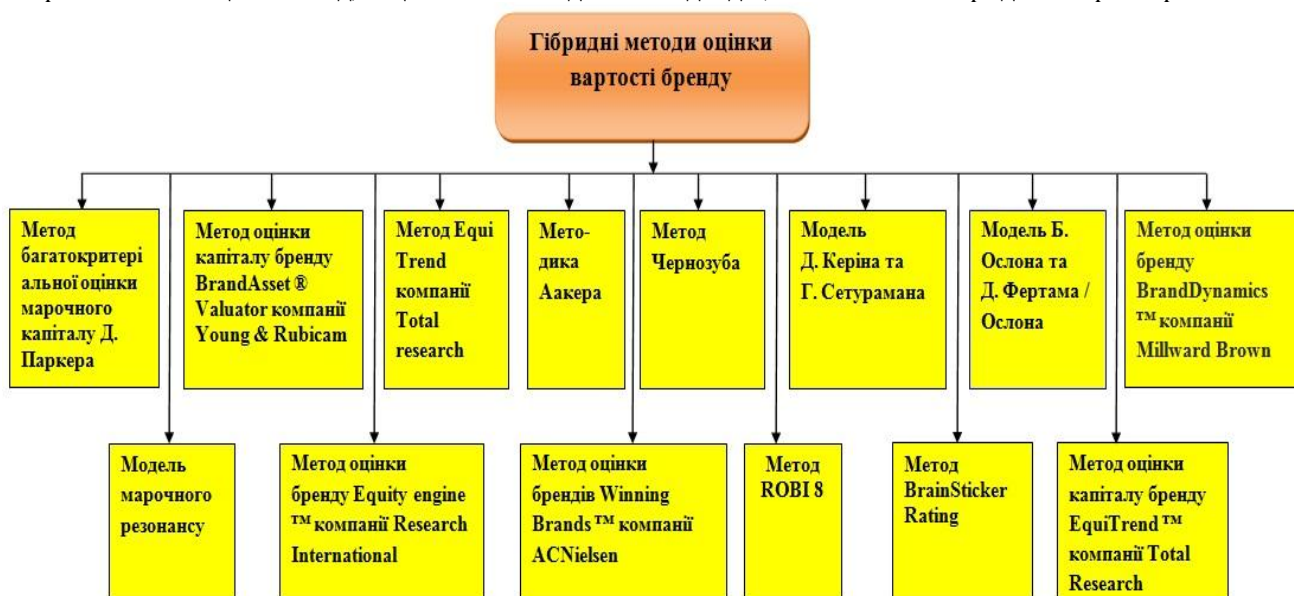 Гібридні методи оцінки
вартості бренду
Метод
багатокритері
альної оцінки
марочного
капіталу Д.
Паркера
Метод оцінки
капіталу бренду
BrandAsset ®
Valuator компанії
Young & Rubicam
Метод Equi
Trend
компанії
Total
research
Мето-
дика
Аакера
Метод
Чернозуба
Модель
Д. Керіна та
Г. Сетурамана
Модель Б.
Ослона та
Д. Фертама /
Ослона
Метод оцінки
бренду
BrandDynamics
™ компанії
Millward Brown
Модель
марочного
резонансу
Метод оцінки
бренду Equity engine
™ компанії Research
International
Метод оцінки
брендів Winning
Brands ™ компанії
ACNielsen
Метод
ROBI 8
Метод
BrainSticker
Rating
Метод оцінки
капіталу бренду
EquiTrend ™
компанії Total
Research